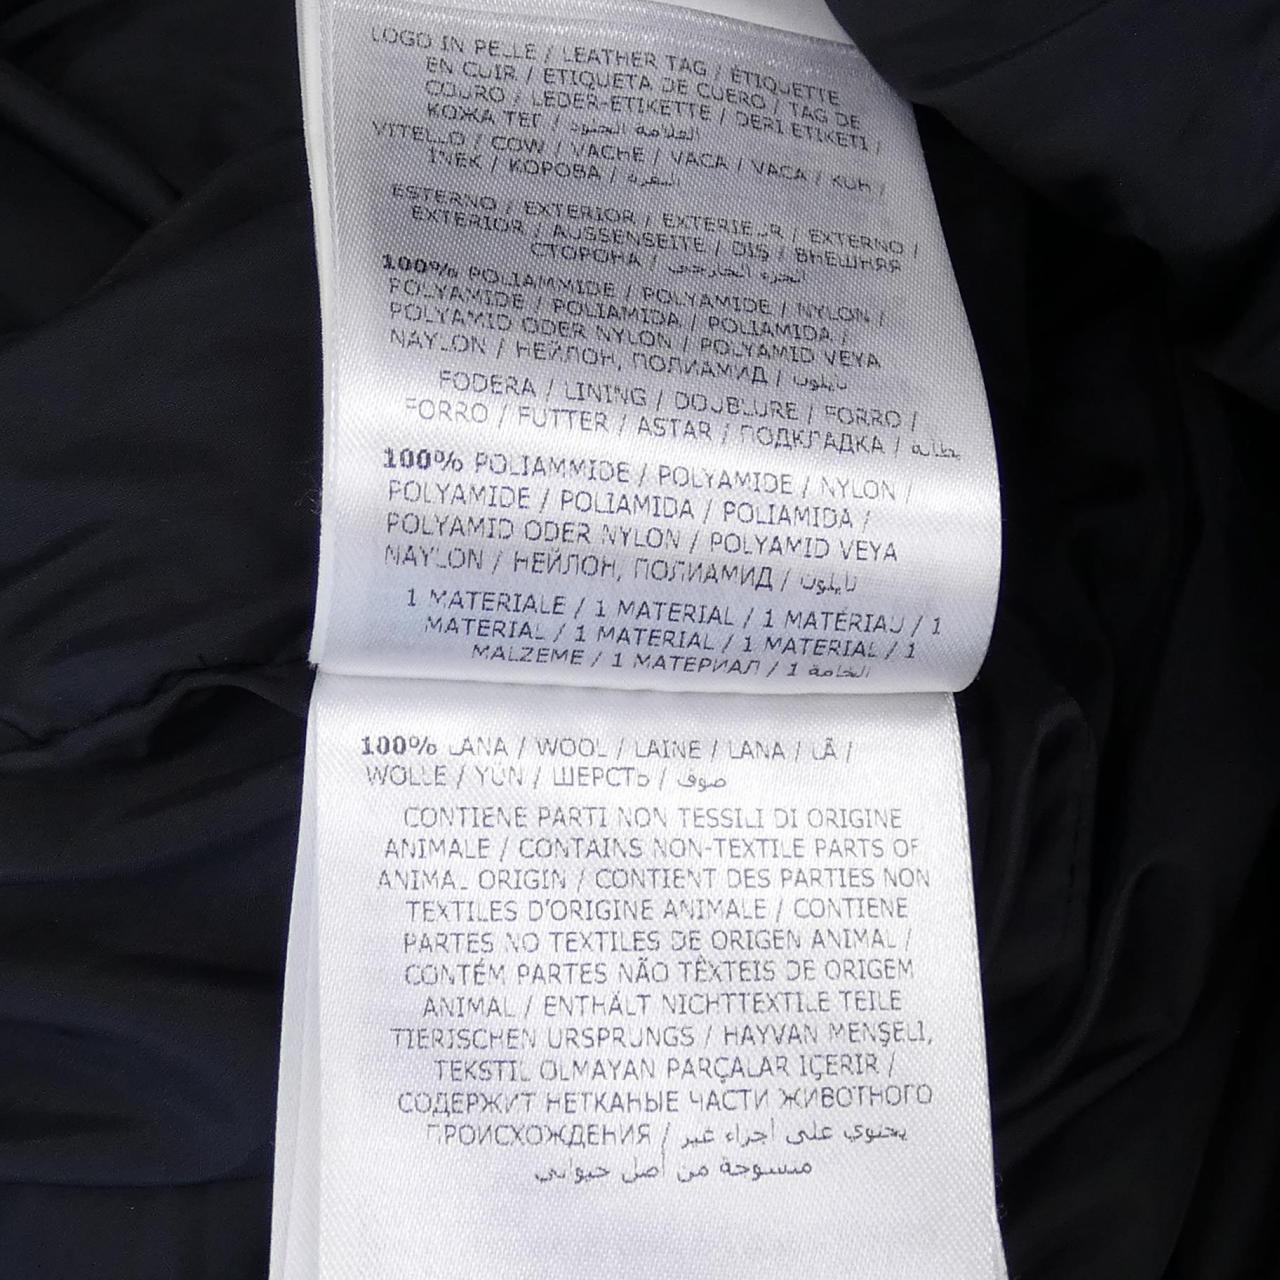 LOGO IN PELLE / LEATHER TAG / ÉTIQUETTE
EN CUIR / ETIQUETA DE CUERO / TAG DE
COURO / LEDER-ETIKETTE / DERI ETIKETI /
КОЖА ТЕГ / العلامة الجلود
VITELLO / COW / VACHE / VACA / VACA / KUH /
İNEK / КОРОВА / البقرة
ESTERNO / EXTERIOR / EXTERIEUR / EXTERNO /
EXTERIOR / AUSSENSEITE / DIŞ / ВНЕШНЯЯ
СТОРОНА / الجزء الخارجي
100% POLIAMMIDE / POLYAMIDE / NYLON /
POLYAMIDE / POLIAMIDA / POLIAMIDA /
POLYAMID ODER NYLON / POLYAMID VEYA
NAYLON / НЕЙЛОН, ПОЛИАМИД / نايلون
FODERA / LINING / DOUBLURE / FORRO /
FORRO / FUTTER / ASTAR / ПОДКЛАДКА / بطانة
100% POLIAMMIDE / POLYAMIDE / NYLON /
POLYAMIDE / POLIAMIDA / POLIAMIDA /
POLYAMID ODER NYLON / POLYAMID VEYA
NAYLON / НЕЙЛОН, ПОЛИАМИД / نايلون
1 MATERIALE / 1 MATERIAL / 1 MATÉRIAU / 1
MATERIAL / 1 MATERIAL / 1 MATERIAL / 1
MALZEME / 1 МАТЕРИАЛ / 1 الخامة
100% LANA / WOOL / LAINE / LANA / LÃ /
WOLLE / YÜN / ШЕРСТЬ / صوف
CONTIENE PARTI NON TESSILI DI ORIGINE
ANIMALE / CONTAINS NON-TEXTILE PARTS OF
ANIMAL ORIGIN / CONTIENT DES PARTIES NON
TEXTILES D'ORIGINE ANIMALE / CONTIENE
PARTES NO TEXTILES DE ORIGEN ANIMAL /
CONTÉM PARTES NÃO TÊXTEIS DE ORIGEM
ANIMAL / ENTHÄLT NICHTTEXTILE TEILE
TIERISCHEN URSPRUNGS / HAYVAN MENŞELİ,
TEKSTİL OLMAYAN PARÇALAR İÇERİR /
СОДЕРЖИТ НЕТКАНЫЕ ЧАСТИ ЖИВОТНОГО
ПРОИСХОЖДЕНИЯ / يحتوي على أجزاء غير
منسوجة من أصل حيواني